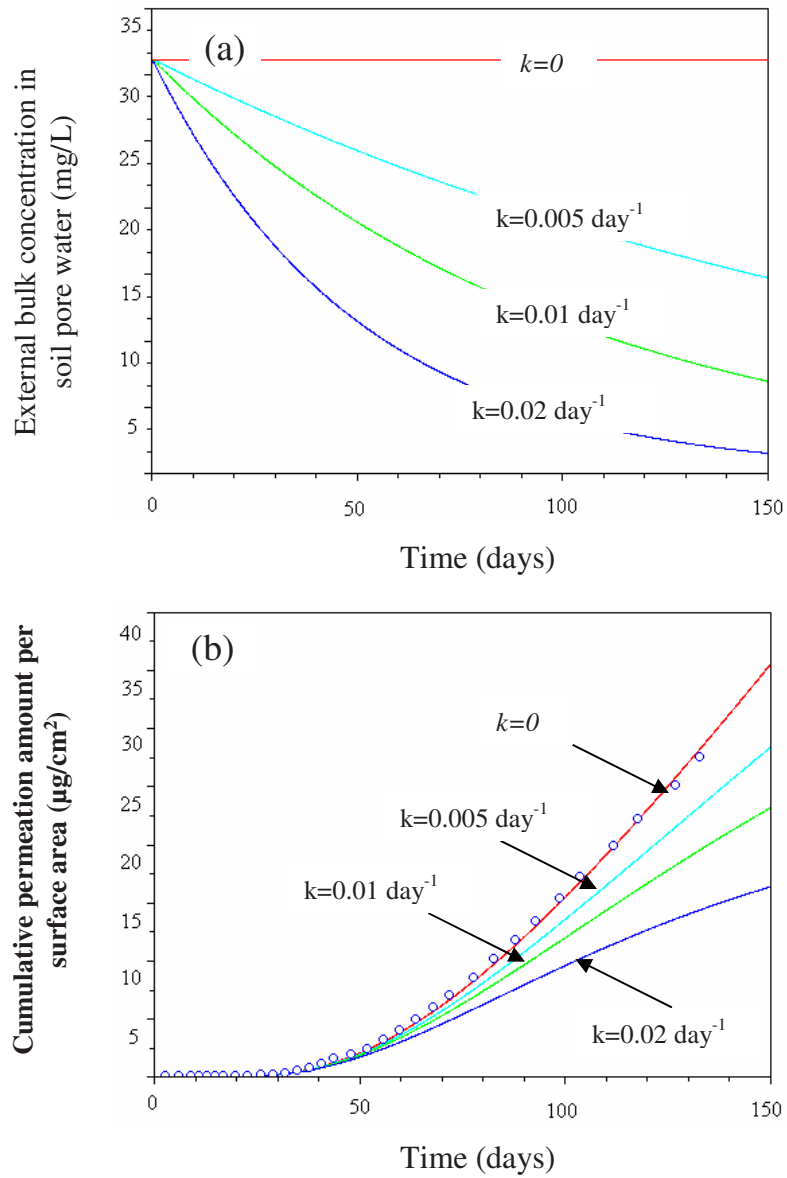 35
30
25
20
15
10
5
External bulk concentration in
soil pore water (mg/L)
(a)
k=0
k=0.005 day⁻¹
k=0.01 day⁻¹
k=0.02 day⁻¹
0
50
100
150
Time (days)
40
35
30
25
20
15
10
5
Cumulative permeation amount per
surface area (µg/cm²)
(b)
k=0
k=0.005 day⁻¹
k=0.01 day⁻¹
k=0.02 day⁻¹
0
50
100
150
Time (days)